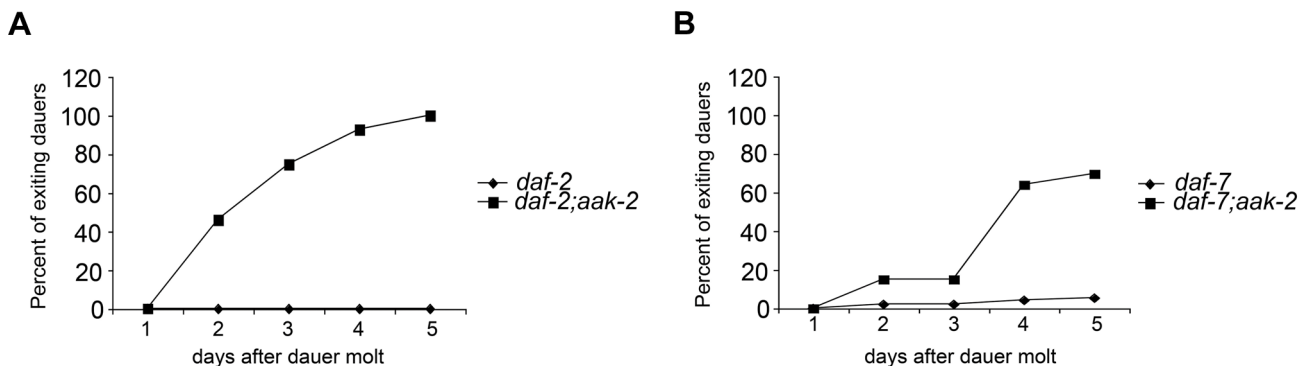 A
120
100
80
60
40
20
0
Percent of exiting dauers
1 2 3 4 5
days after dauer molt
daf-2
daf-2;aak-2
B
120
100
80
60
40
20
0
Percent of exiting dauers
1 2 3 4 5
days after dauer molt
daf-7
daf-7;aak-2